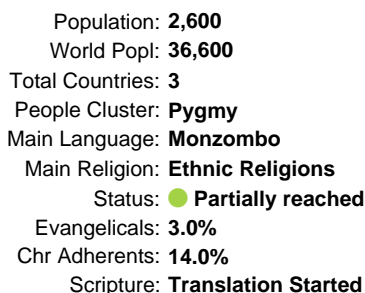 Population: 2,600
World Popl: 36,600
Total Countries: 3
People Cluster: Pygmy
Main Language: Monzombo
Main Religion: Ethnic Religions
Status: Partially reached
Evangelicals: 3.0%
Chr Adherents: 14.0%
Scripture: Translation Started